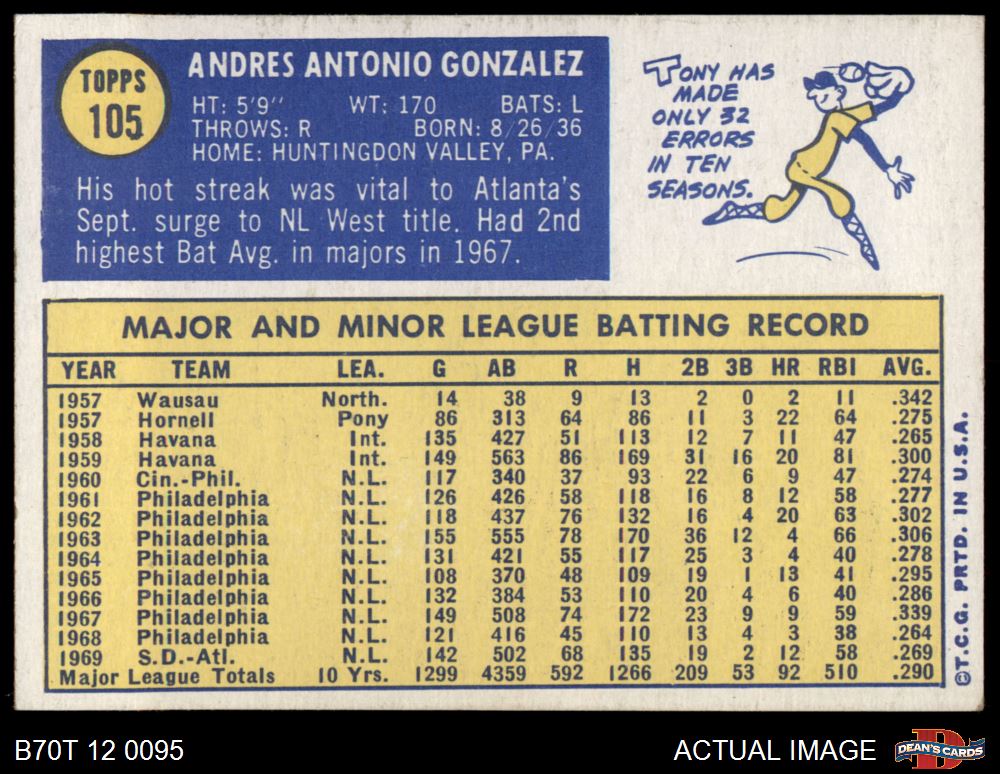 TOPPS
105
ANDRES ANTONIO GONZALEZ
HT: 5'9" WT: 170 BATS: L
THROWS: R BORN: 8/26/36
HOME: HUNTINGDON VALLEY, PA.
His hot streak was vital to Atlanta's
Sept. surge to NL West title. Had 2nd
highest Bat Avg. in majors in 1967.
TONY HAS
MADE
ONLY 32
ERRORS
IN TEN
SEASONS.
MAJOR AND MINOR LEAGUE BATTING RECORD
YEAR TEAM LEA. G AB R H 2B 3B HR RBI AVG.
1957 Wausau North. 14 38 9 13 2 0 2 11 .342
1957 Hornell Pony 86 313 64 86 11 3 22 64 .275
1958 Havana Int. 135 427 51 113 12 7 11 47 .265
1959 Havana Int. 149 563 86 169 31 16 20 81 .300
1960 Cin.-Phil. N.L. 117 340 37 93 22 6 9 47 .274
1961 Philadelphia N.L. 126 426 58 118 16 8 12 58 .277
1962 Philadelphia N.L. 118 437 76 132 16 4 20 63 .302
1963 Philadelphia N.L. 155 555 78 170 36 12 4 66 .306
1964 Philadelphia N.L. 131 421 55 117 25 3 4 40 .278
1965 Philadelphia N.L. 108 370 48 109 19 1 13 41 .295
1966 Philadelphia N.L. 132 384 53 110 20 4 6 40 .286
1967 Philadelphia N.L. 149 508 74 172 23 9 9 59 .339
1968 Philadelphia N.L. 121 416 45 110 13 4 3 38 .264
1969 S.D.-Atl. N.L. 142 502 68 135 19 2 12 58 .269
Major League Totals 10 Yrs. 1299 4359 592 1266 209 53 92 510 .290
©T.C.G. PRTD. IN U.S.A.
B70T 12 0095
ACTUAL IMAGE
D
DEAN'S CARDS